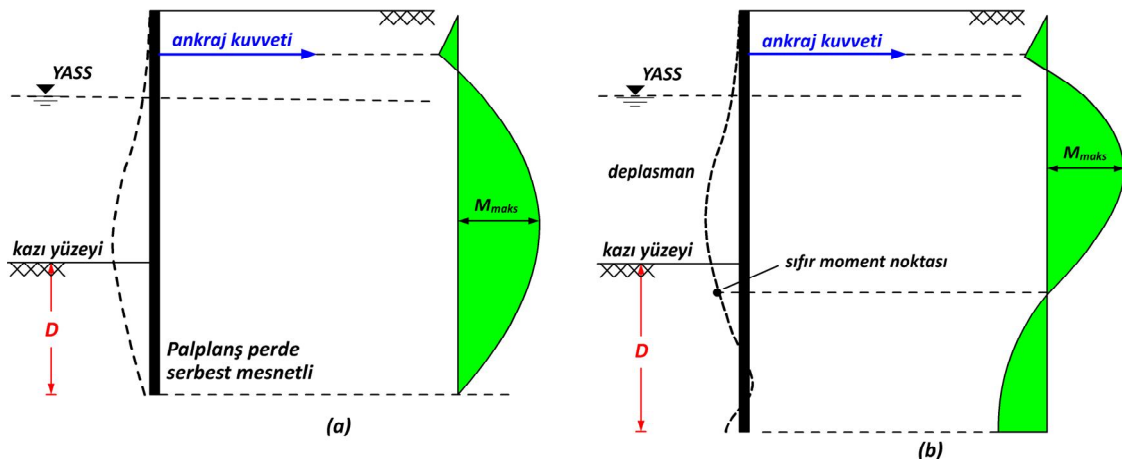 ankraj kuvveti
YASS
Mmaks
kazı yüzeyi
D
Palplanş perde
serbest mesnetli
(a)
ankraj kuvveti
YASS
deplasman
Mmaks
kazı yüzeyi
sıfır moment noktası
D
(b)